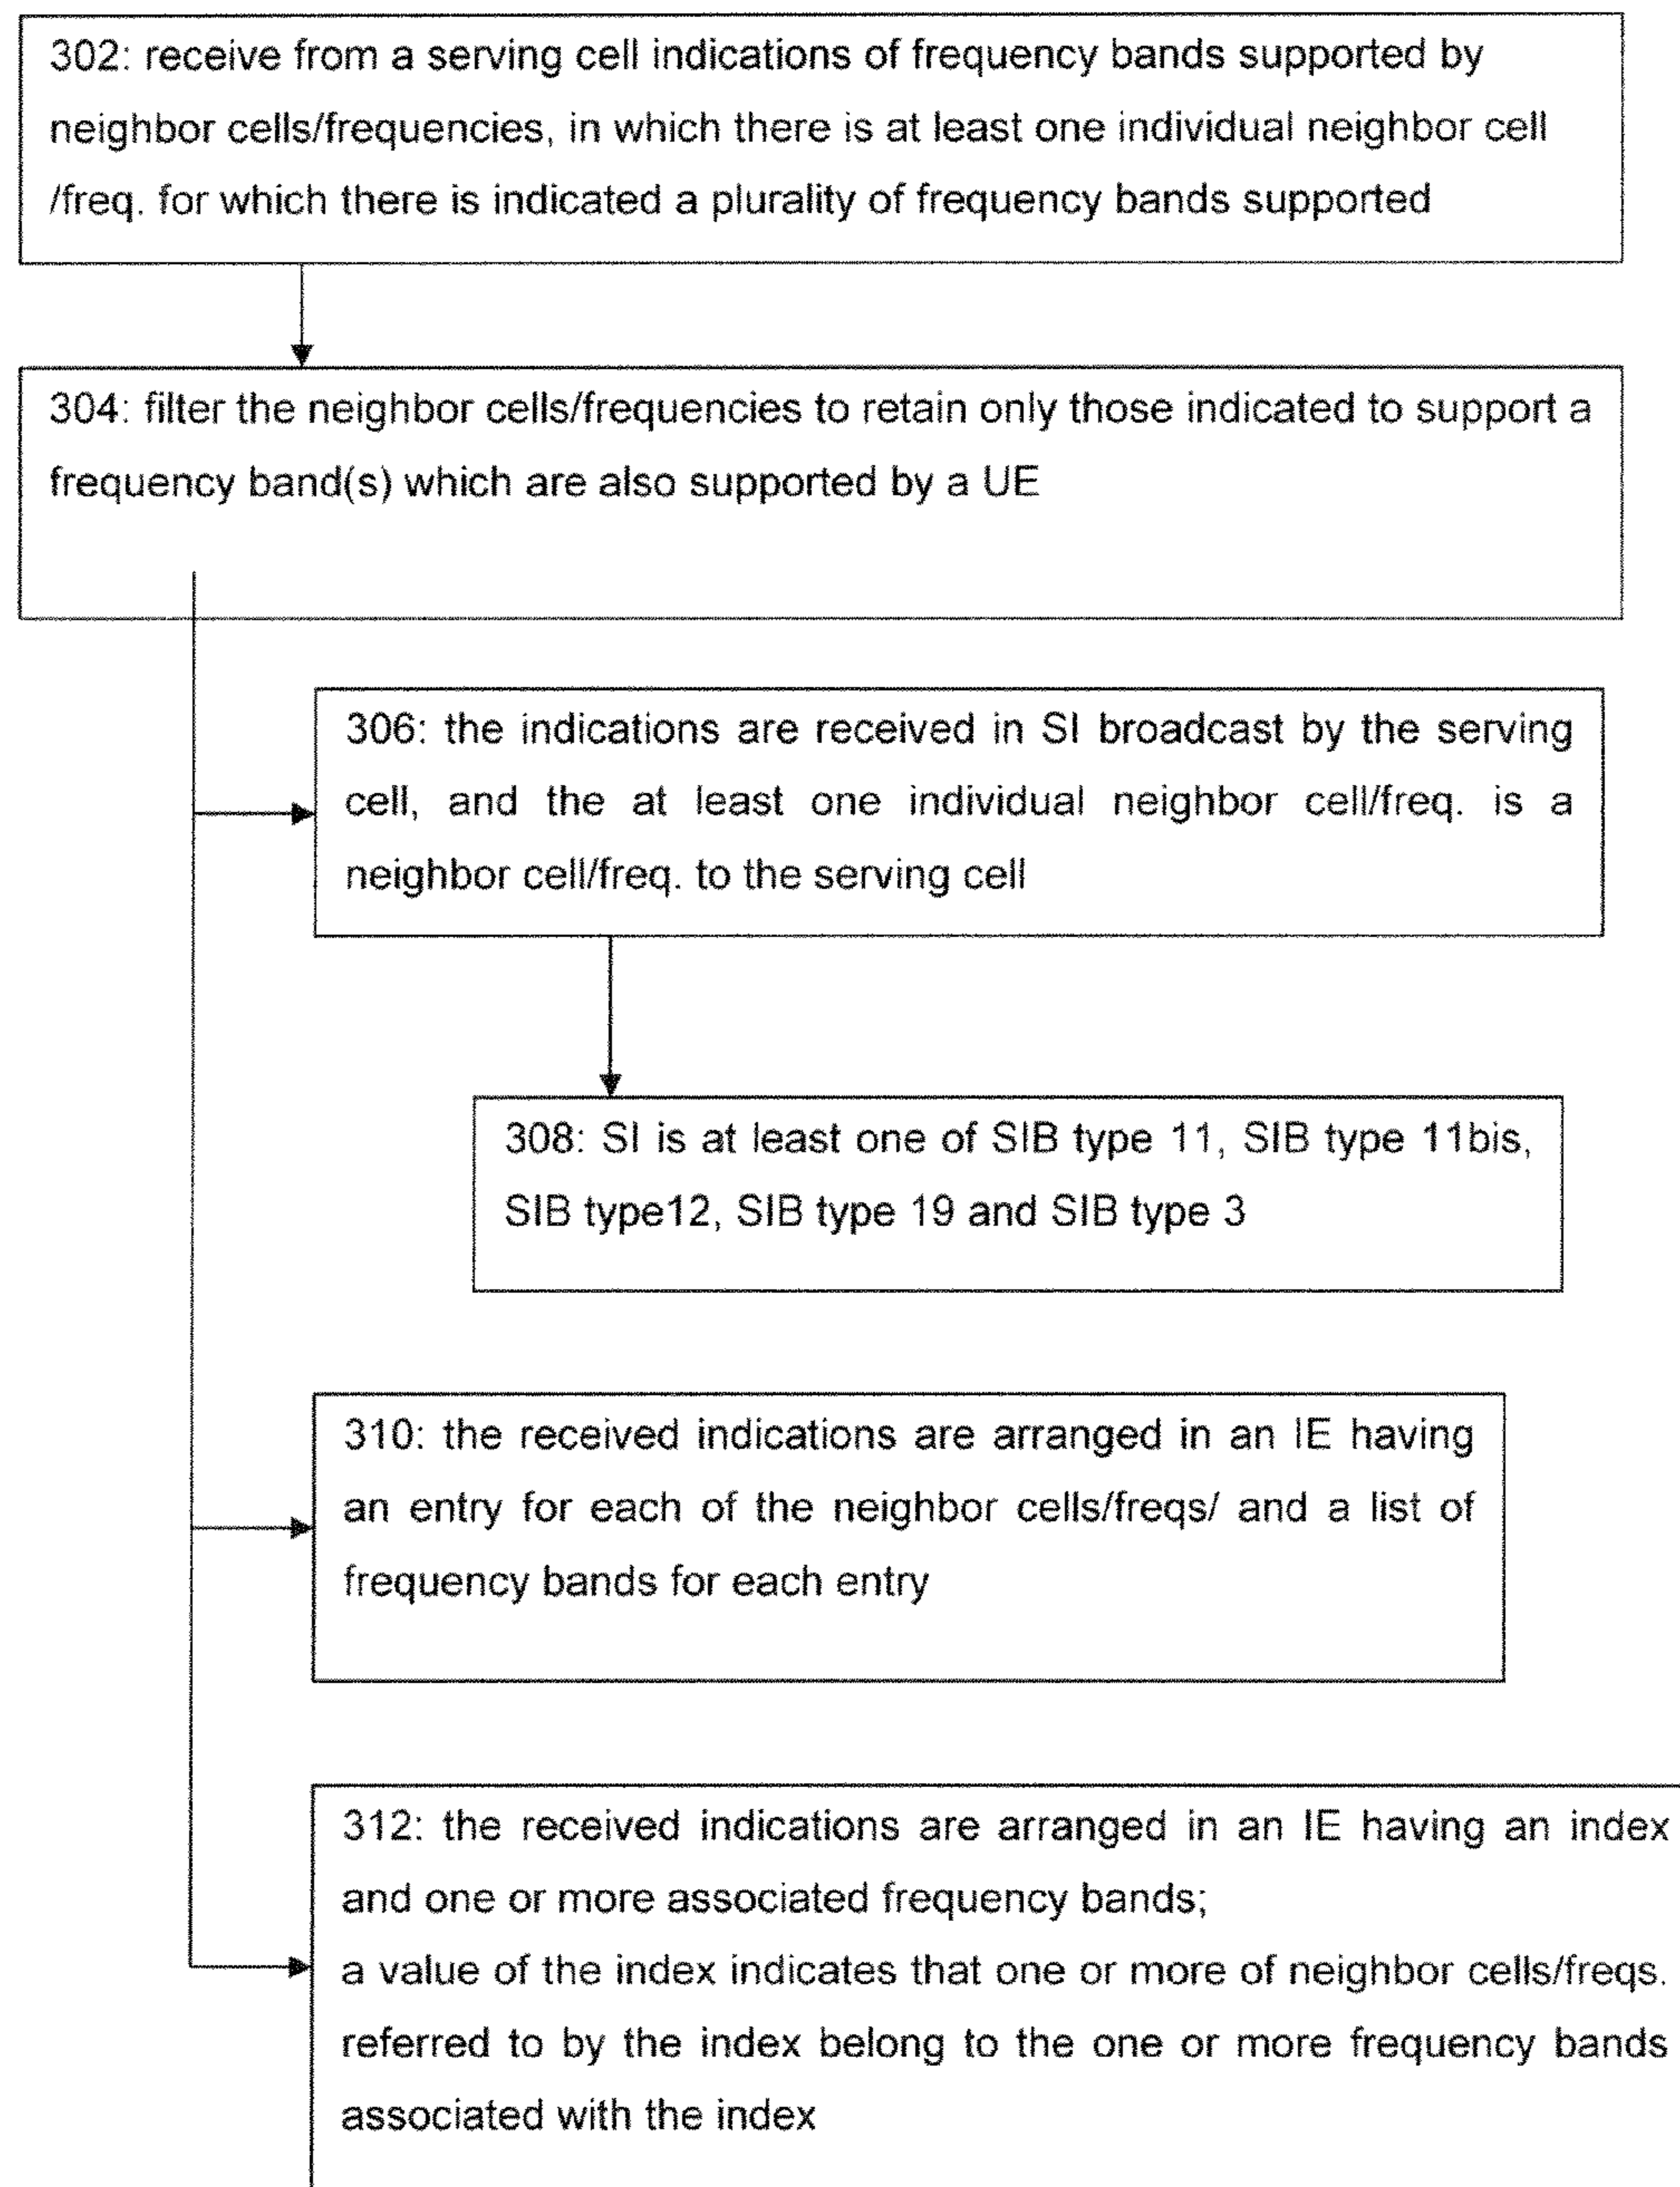 302: receive from a serving cell indications of frequency bands supported by
neighbor cells/frequencies, in which there is at least one individual neighbor cell
/freq. for which there is indicated a plurality of frequency bands supported
304: filter the neighbor cells/frequencies to retain only those indicated to support a
frequency band(s) which are also supported by a UE
306: the indications are received in SI broadcast by the serving
cell, and the at least one individual neighbor cell/freq. is a
neighbor cell/freq. to the serving cell
308: SI is at least one of SIB type 11, SIB type 11bis,
SIB type12, SIB type 19 and SIB type 3
310: the received indications are arranged in an IE having
an entry for each of the neighbor cells/freqs/ and a list of
frequency bands for each entry
312: the received indications are arranged in an IE having an index
and one or more associated frequency bands;
a value of the index indicates that one or more of neighbor cells/freqs.
referred to by the index belong to the one or more frequency bands
associated with the index